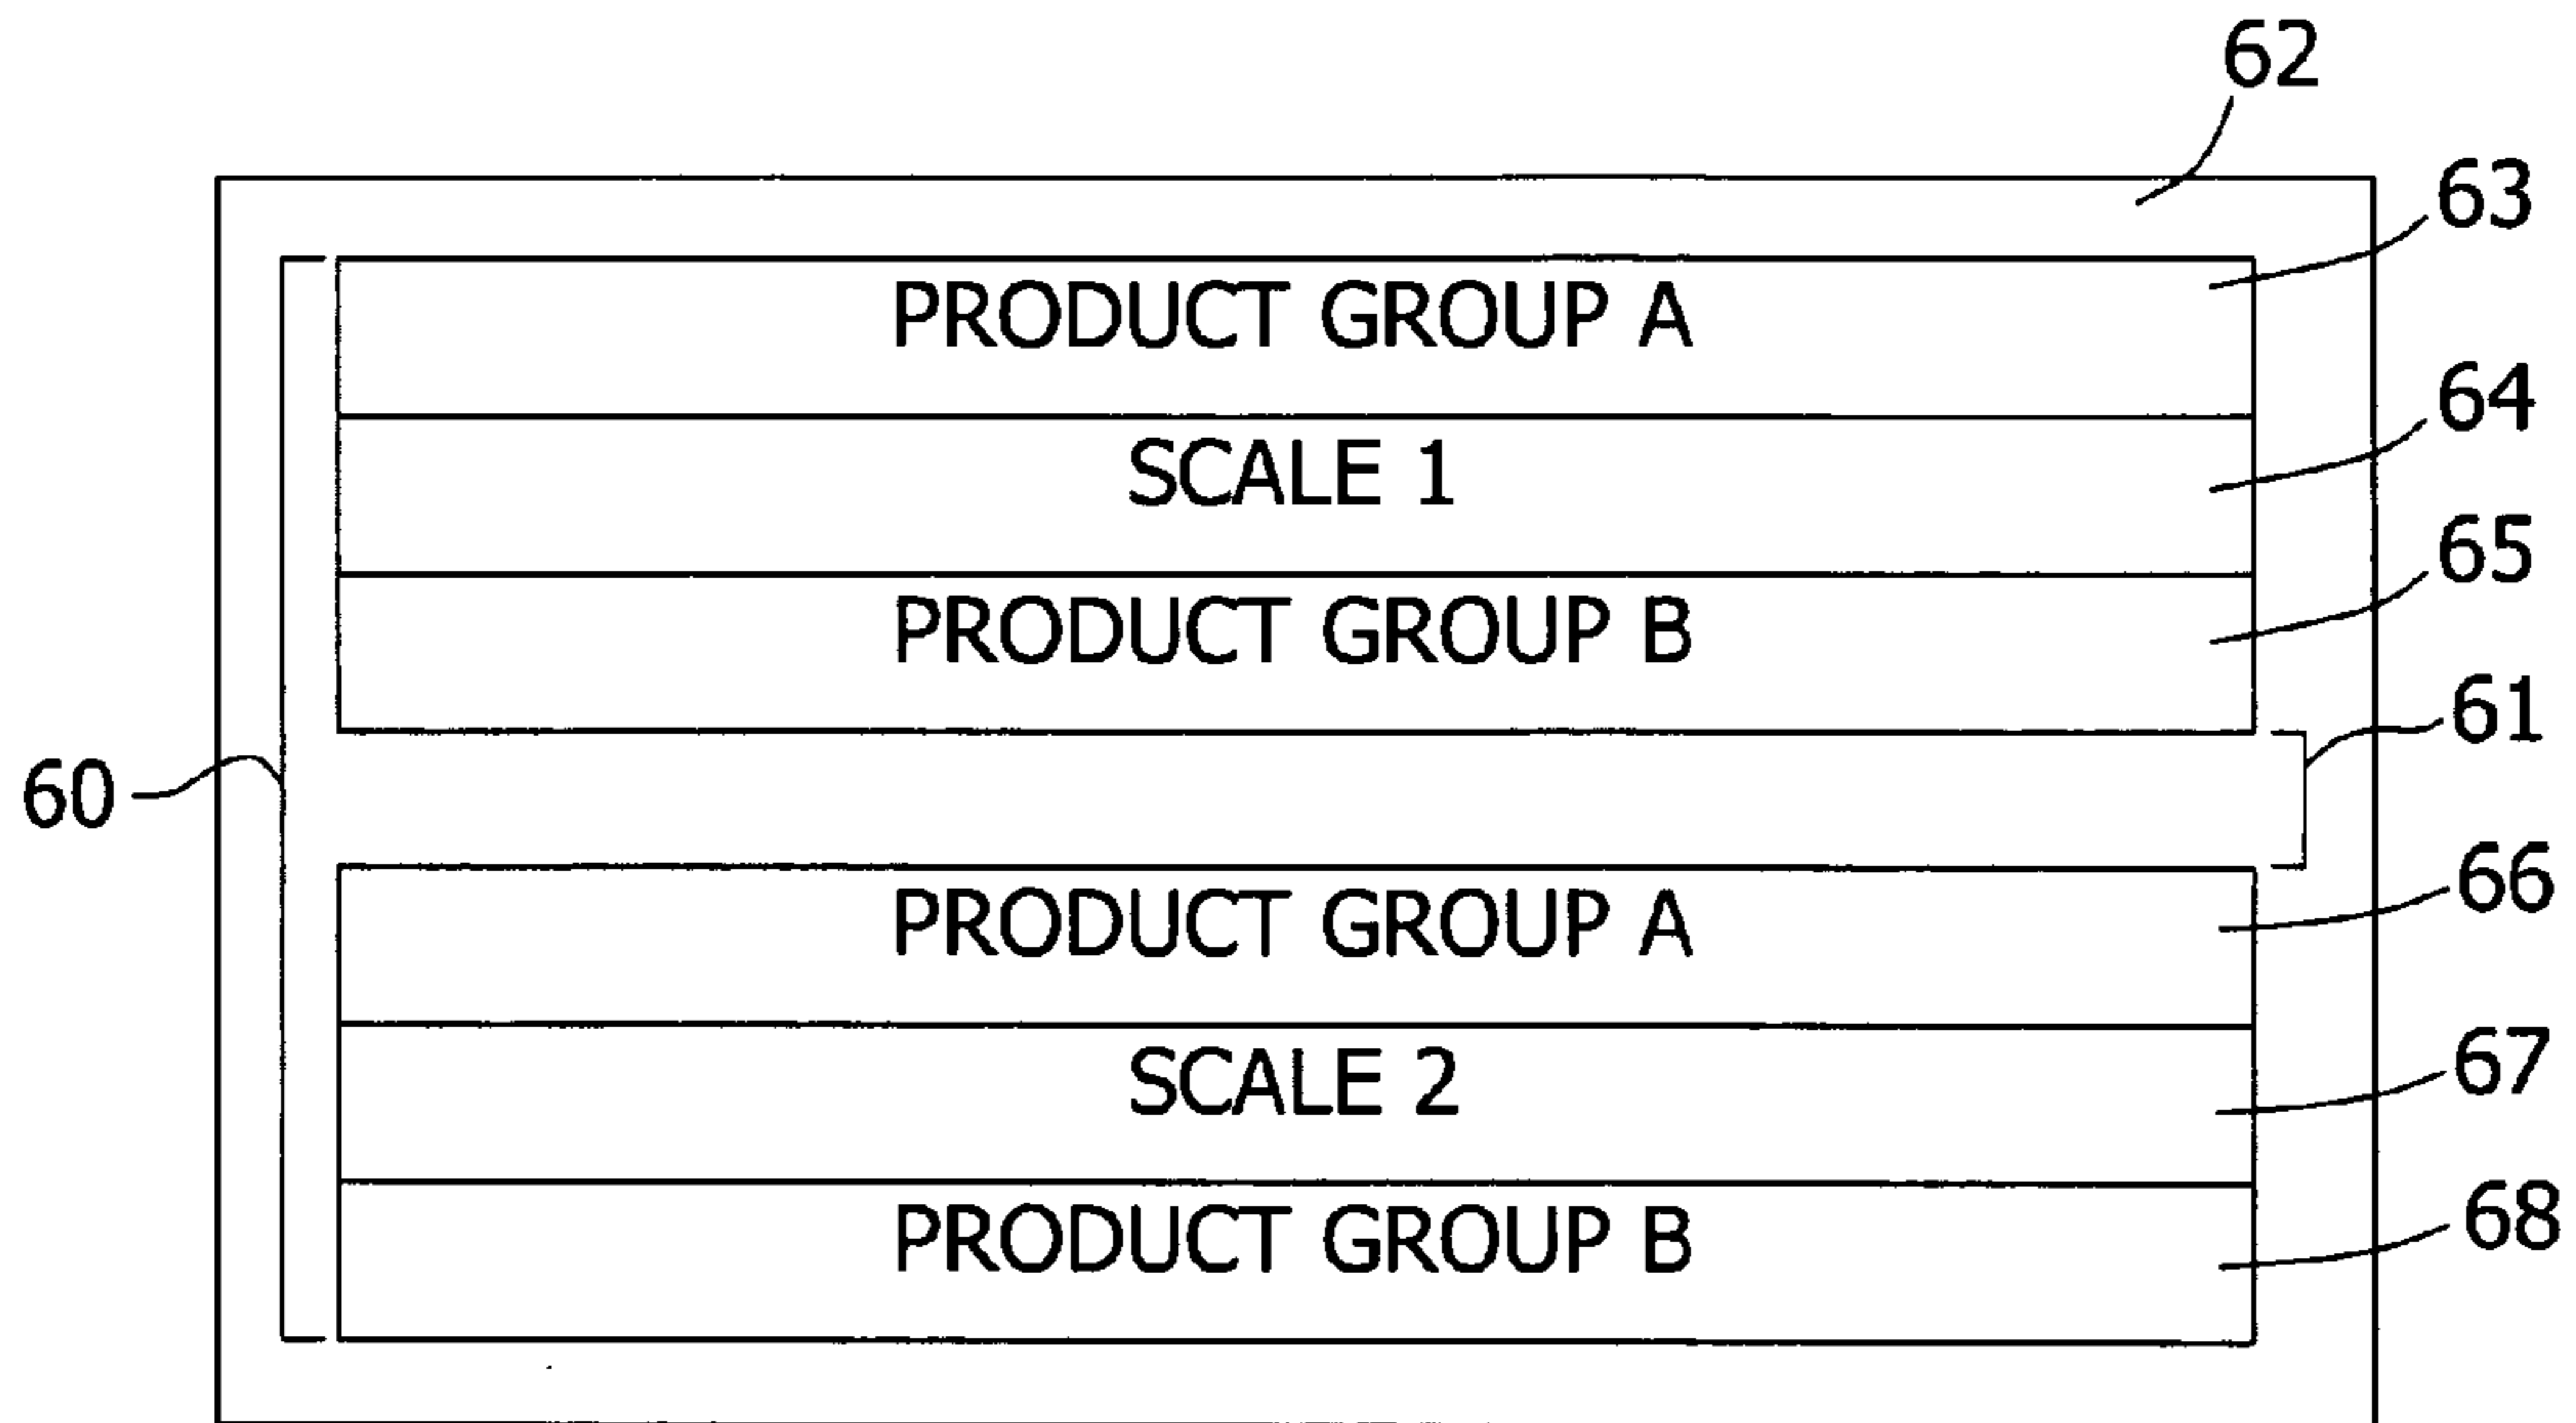 62
63
PRODUCT GROUP A
64
SCALE 1
65
PRODUCT GROUP B
61
60
66
PRODUCT GROUP A
67
SCALE 2
68
PRODUCT GROUP B